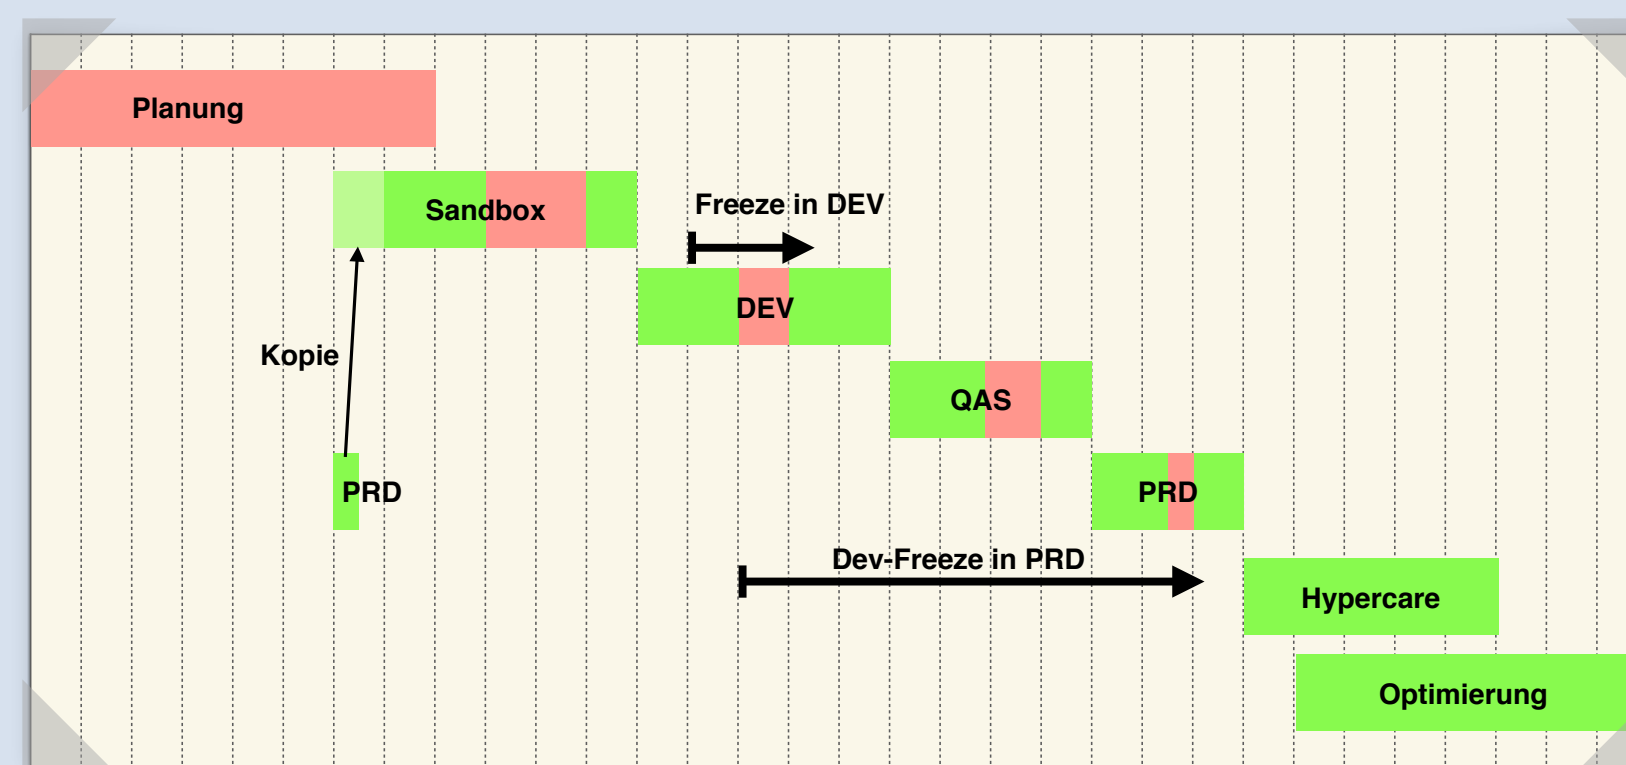 Planung
Sandbox
Freeze in DEV
DEV
Kopie
QAS
PRD
PRD
Dev-Freeze in PRD
Hypercare
Optimierung